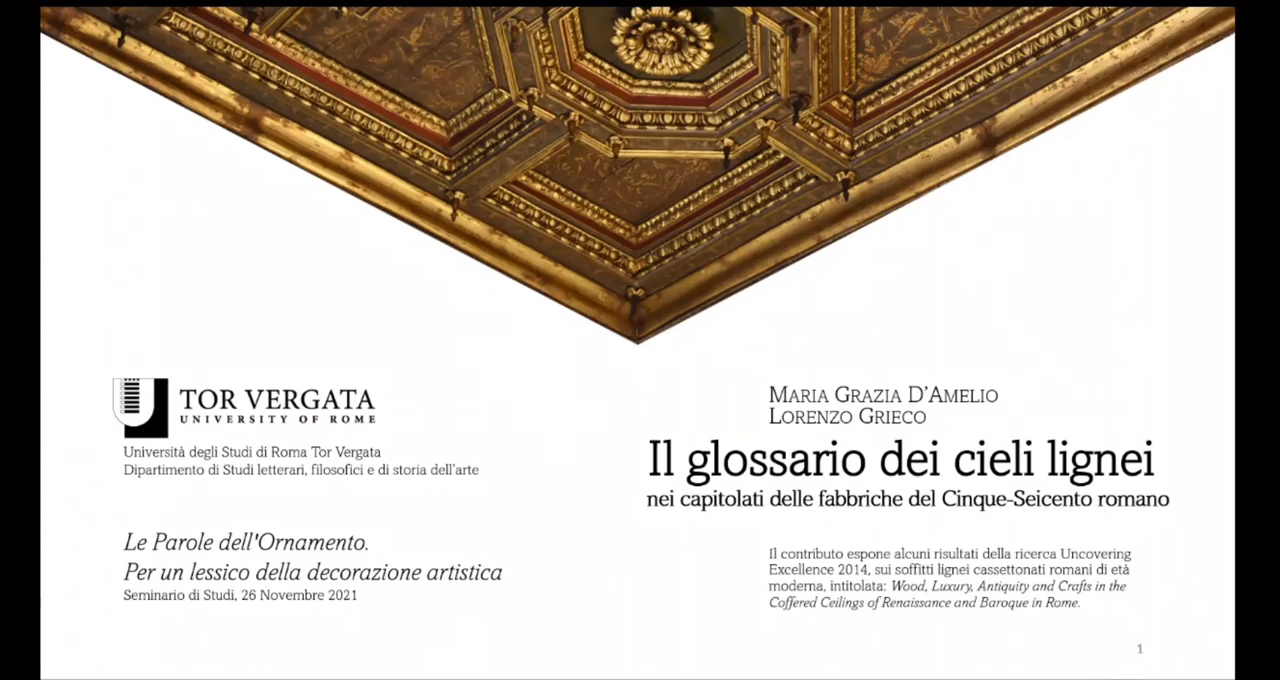 TOR VERGATA
UNIVERSITY OF ROME
Università degli Studi di Roma Tor Vergata
Dipartimento di Studi letterari, filosofici e di storia dell'arte
Le Parole dell'Ornamento.
Per un lessico della decorazione artistica
Seminario di Studi, 26 Novembre 2021
MARIA GRAZIA D'AMELIO
LORENZO GRIECO
Il glossario dei cieli lignei
nei capitolati delle fabbriche del Cinque-Seicento romano
Il contributo espone alcuni risultati della ricerca Uncovering
Excellence 2014, sui soffitti lignei cassettonati romani di età
moderna, intitolata: Wood, Luxury, Antiquity and Crafts in the
Coffered Ceilings of Renaissance and Baroque in Rome.
1